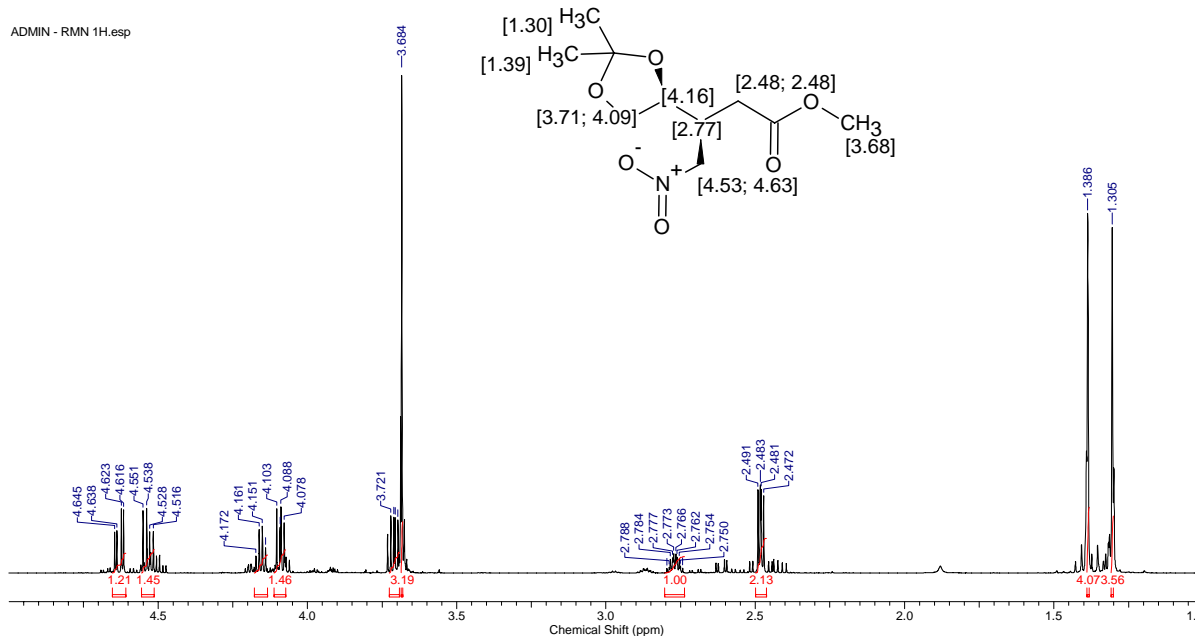 ADMIN - RMN 1H.esp
[1.30]
H3C
[1.39]
H3C
O
O
[3.71; 4.09]
[4.16]
[2.77]
[2.48; 2.48]
O
CH3
[3.68]
O
O
-
N
+
O
[4.53; 4.63]
4.645
4.638
4.623
4.616
4.551
4.538
4.528
4.516
4.172
4.161
4.151
4.103
4.088
4.078
3.721
3.684
2.788
2.784
2.777
2.773
2.766
2.762
2.754
2.750
2.491
2.483
2.481
2.472
1.386
1.305
1.21 1.45 1.46 3.19 1.00 2.13 4.07 3.56
4.5 4.0 3.5 3.0 2.5 2.0 1.5
Chemical Shift (ppm)